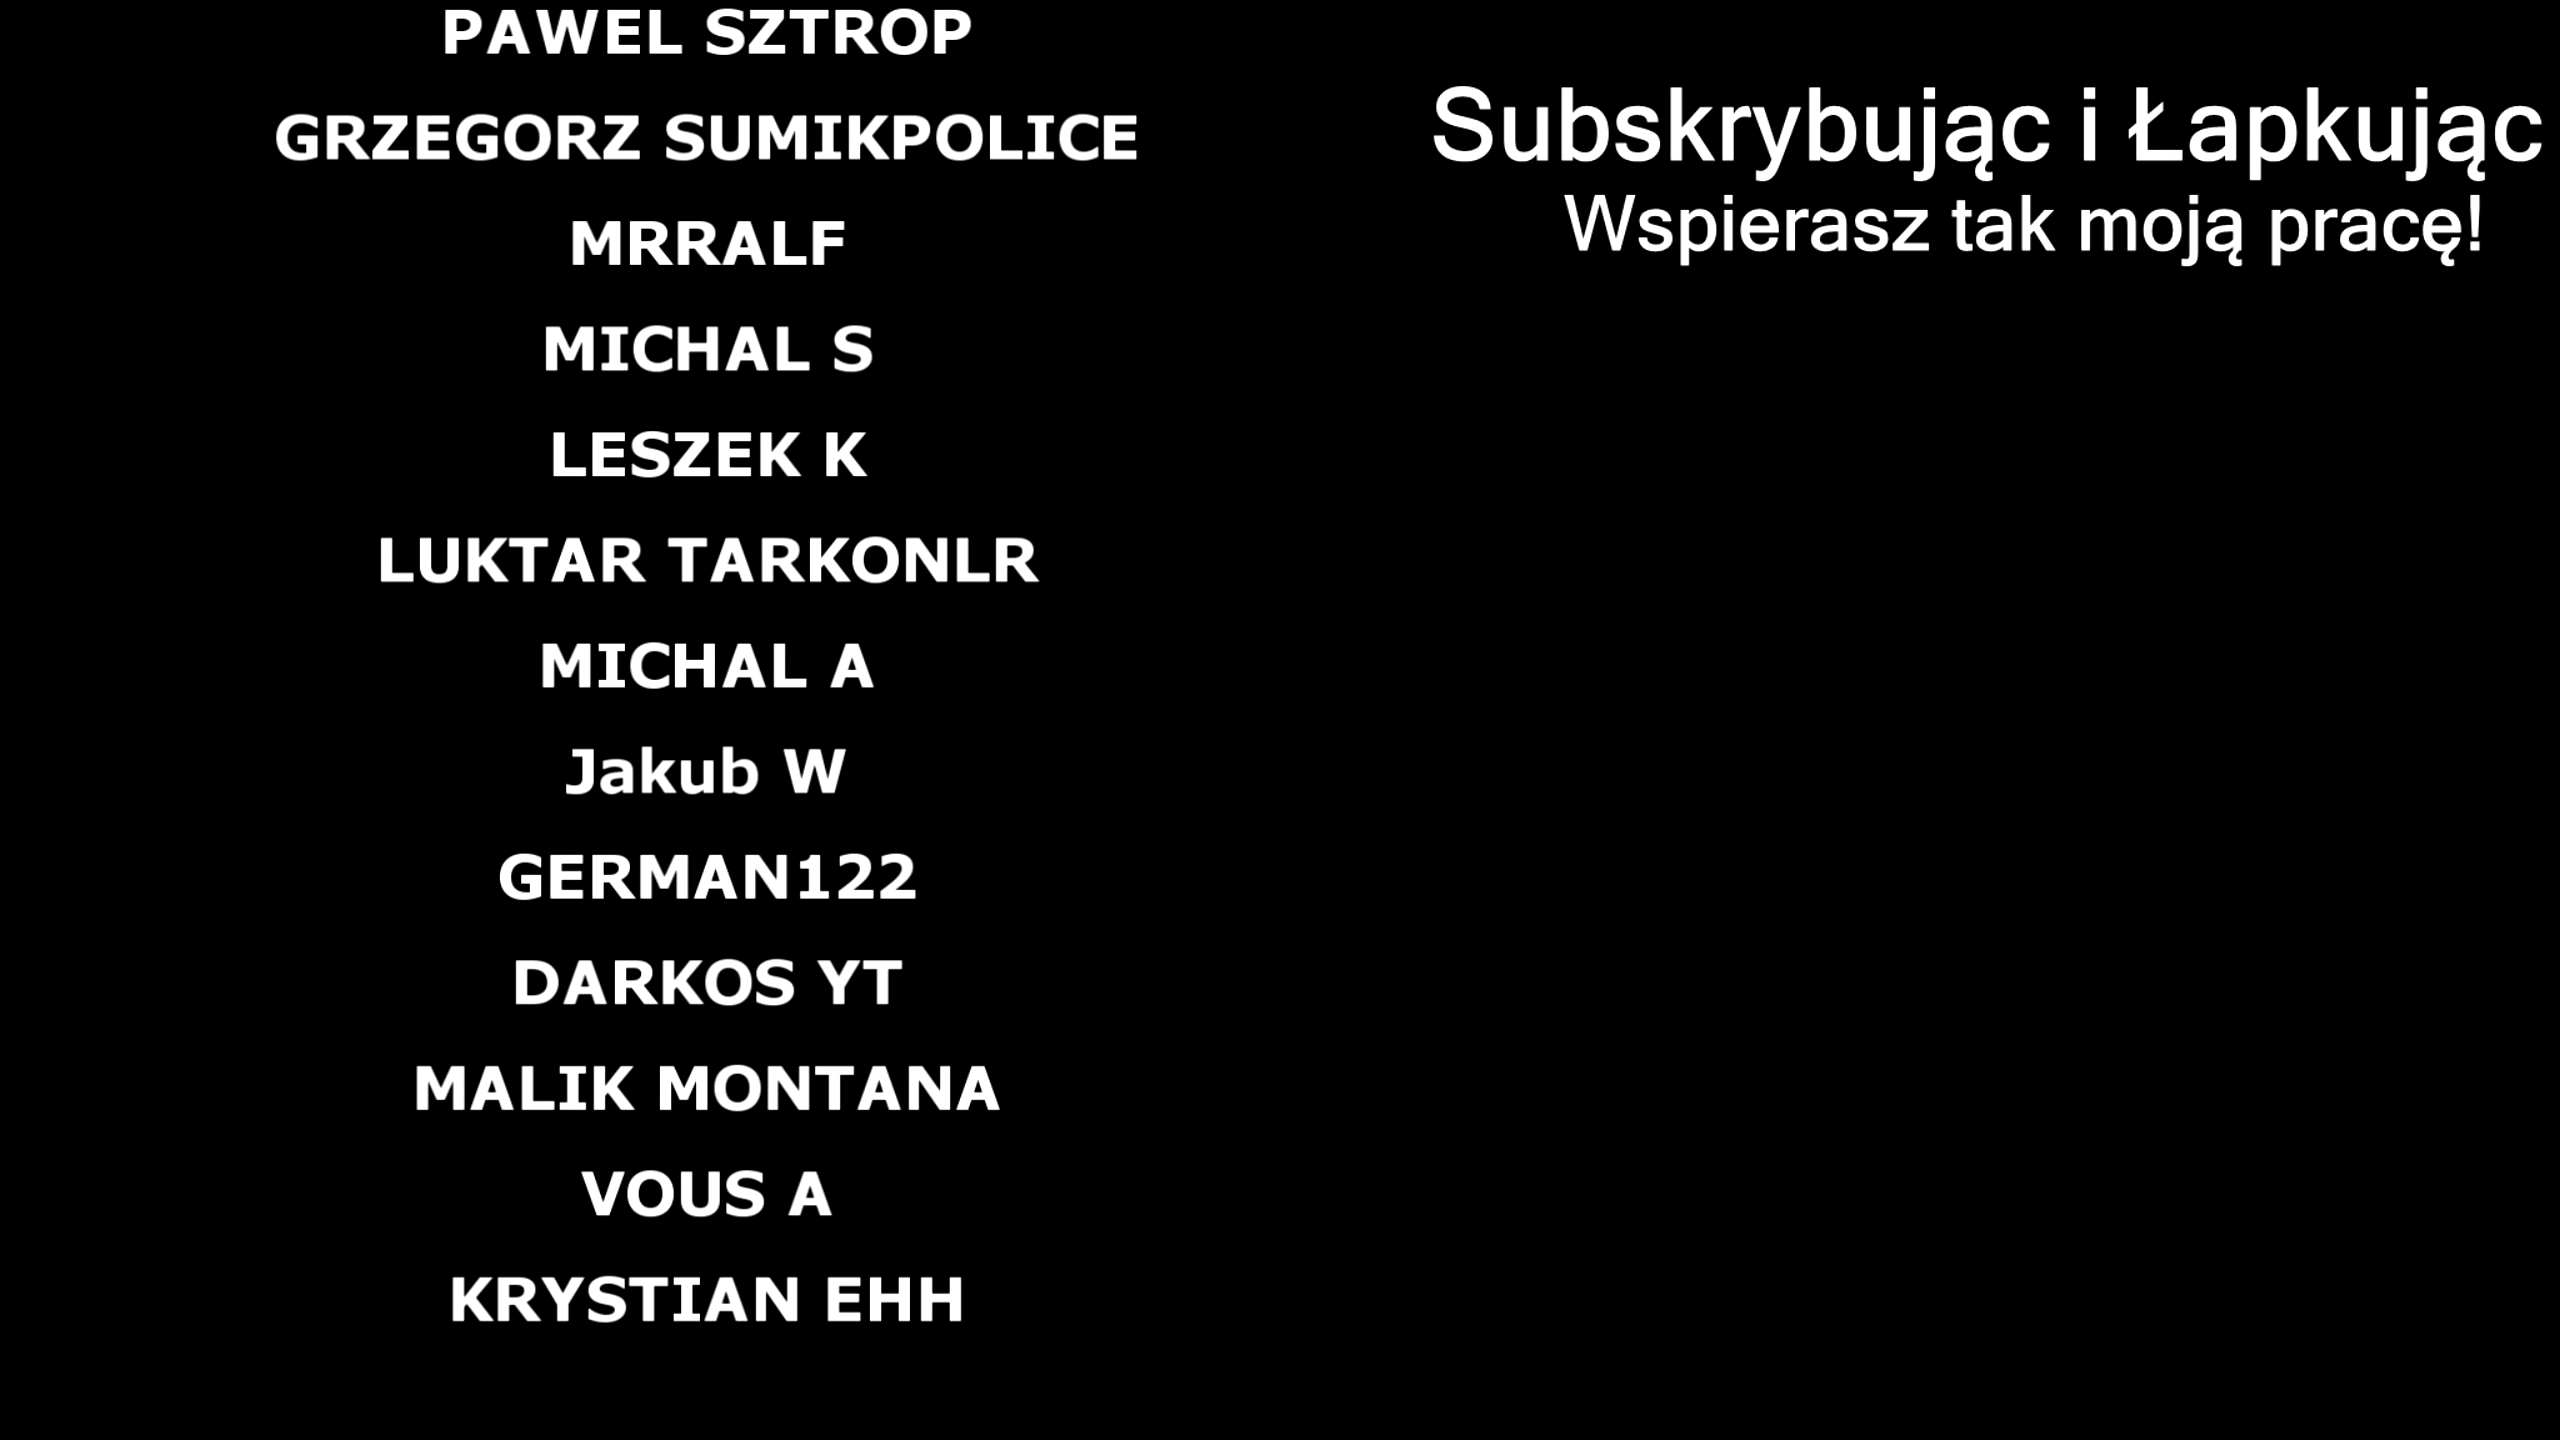 PAWEL SZTROP
GRZEGORZ SUMIKPOLICE
MRRALF
MICHAL S
LESZEK K
LUKTAR TARKONLR
MICHAL A
Jakub W
GERMAN122
DARKOS YT
MALIK MONTANA
VOUS A
KRYSTIAN EHH
Subskrybując i Łapkując
Wspierasz tak moją pracę!